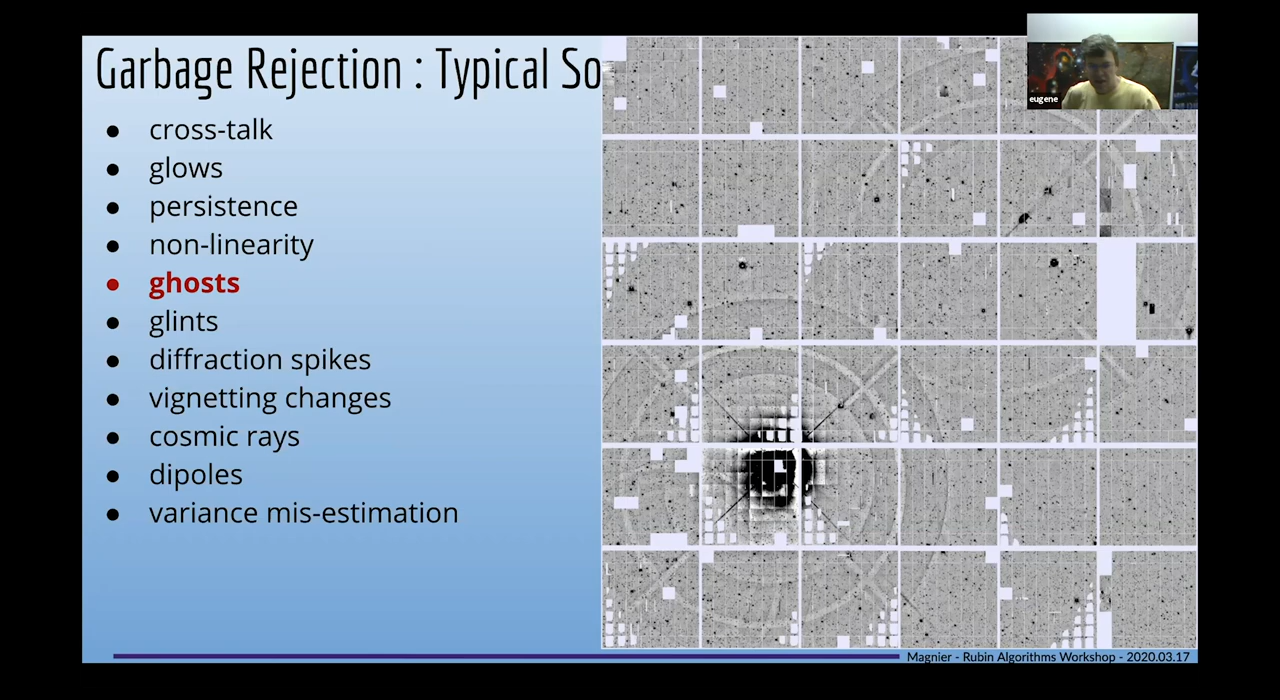 Garbage Rejection : Typical So
eugene
cross-talk
glows
persistence
non-linearity
ghosts
glints
diffraction spikes
vignetting changes
cosmic rays
dipoles
variance mis-estimation
Magnier - Rubin Algorithms Workshop - 2020.03.17